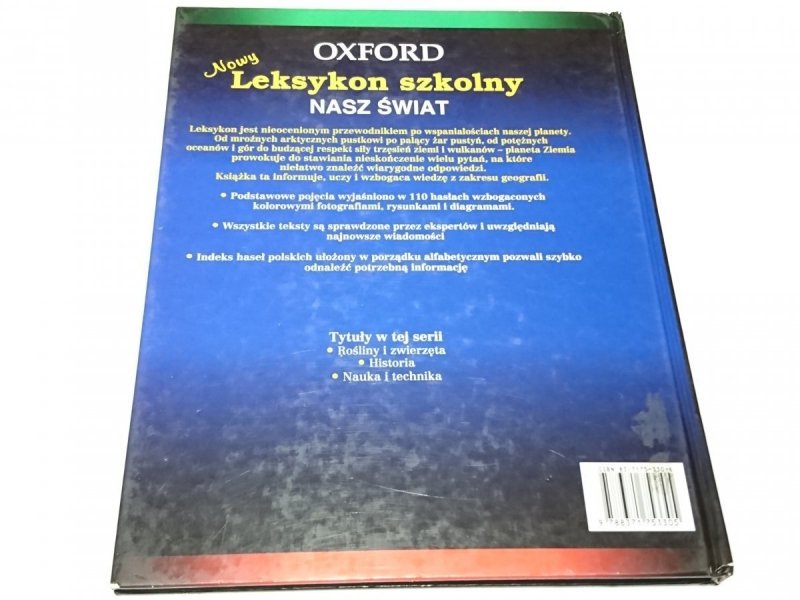 OXFORD
Nowy
Leksykon szkolny
NASZ ŚWIAT
Leksykon jest nieocenionym przewodnikiem po wspaniałościach naszej planety.
Od mroźnych arktycznych pustkowi po palący żar pustyń, od potężnych
oceanów i gór do budzącej respekt siły trzęsień ziemi i wulkanów – planeta Ziemia
prowokuje do stawiania nieskończenie wielu pytań, na które
niełatwo znaleźć wiarygodne odpowiedzi.
Książka ta informuje, uczy i wzbogaca wiedzę z zakresu geografii.
• Podstawowe pojęcia wyjaśniono w 110 hasłach wzbogaconych
kolorowymi fotografiami, rysunkami i diagramami.
• Wszystkie teksty są sprawdzone przez ekspertów i uwzględniają
najnowsze wiadomości
• Indeks haseł polskich ułożony w porządku alfabetycznym pozwali szybko
odnaleźć potrzebną informację
Tytuły w tej serii
• Rośliny i zwierzęta
• Historia
• Nauka i technika
ISBN
9 788371 753305